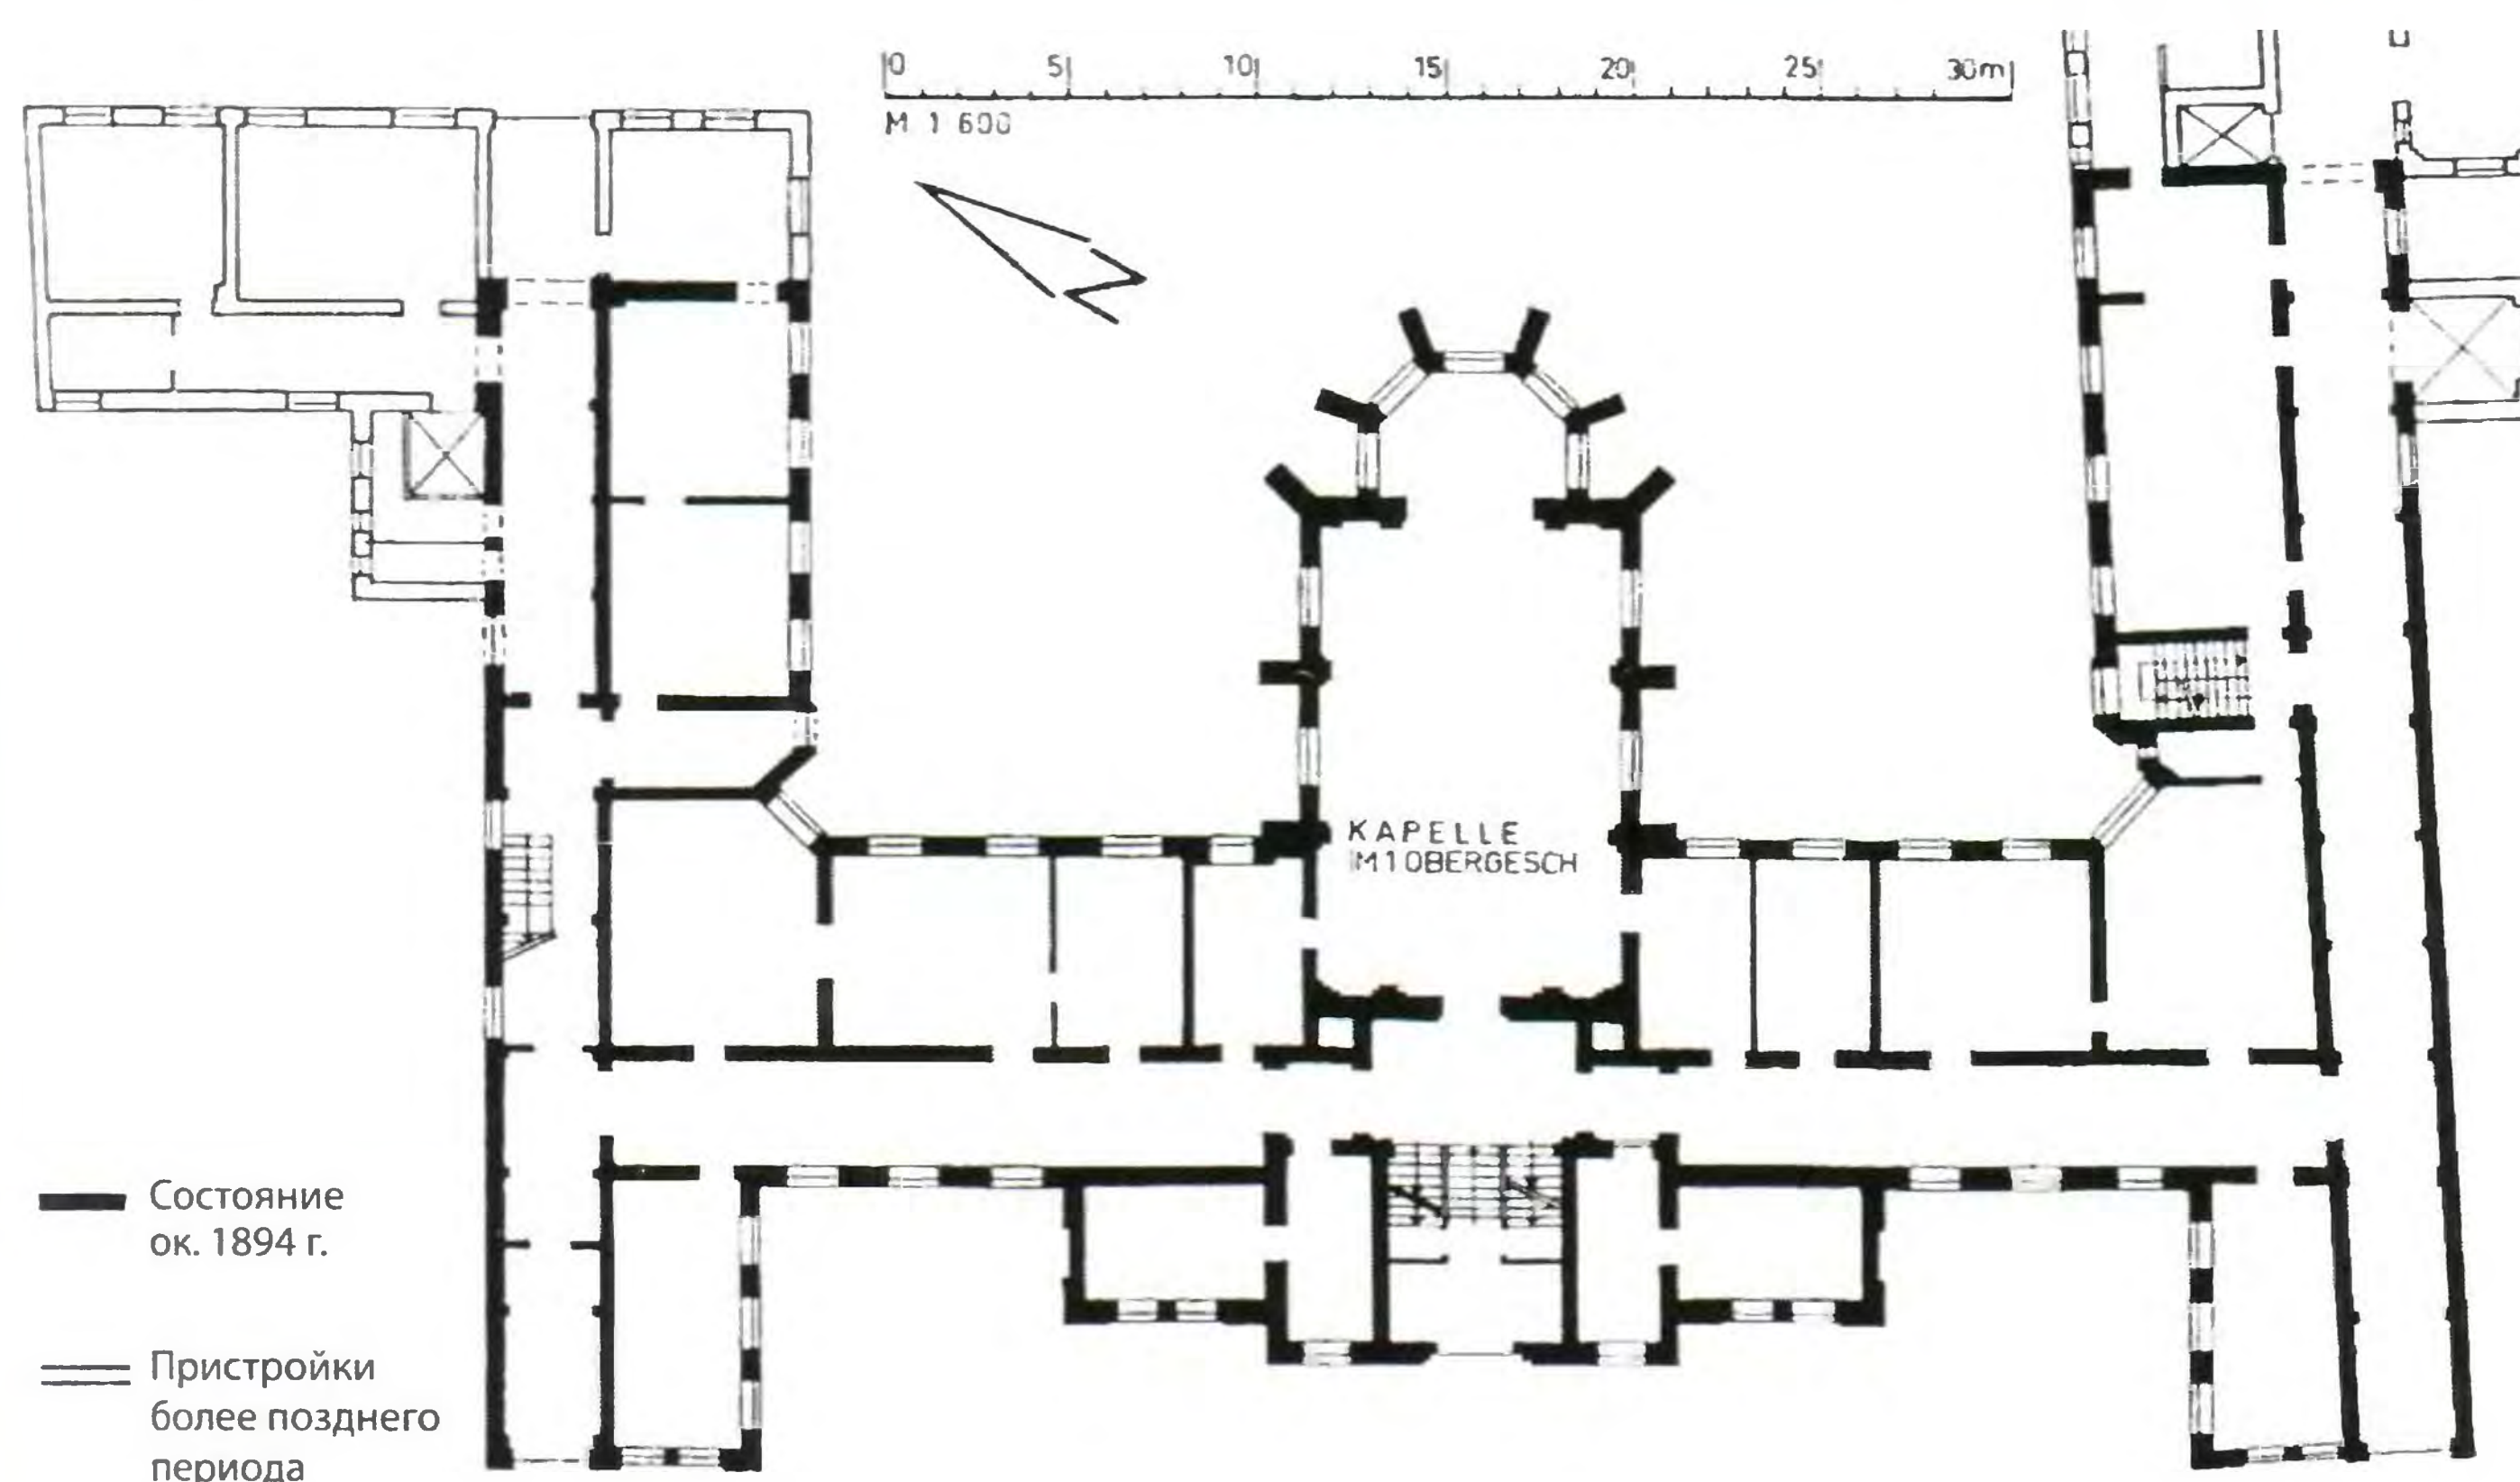 0 5 10 15 20 25 30m
M 1 600
KAPELLE
IM 1 OBERGESCH
Состояние
ок. 1894 г.
Пристройки
более позднего
периода